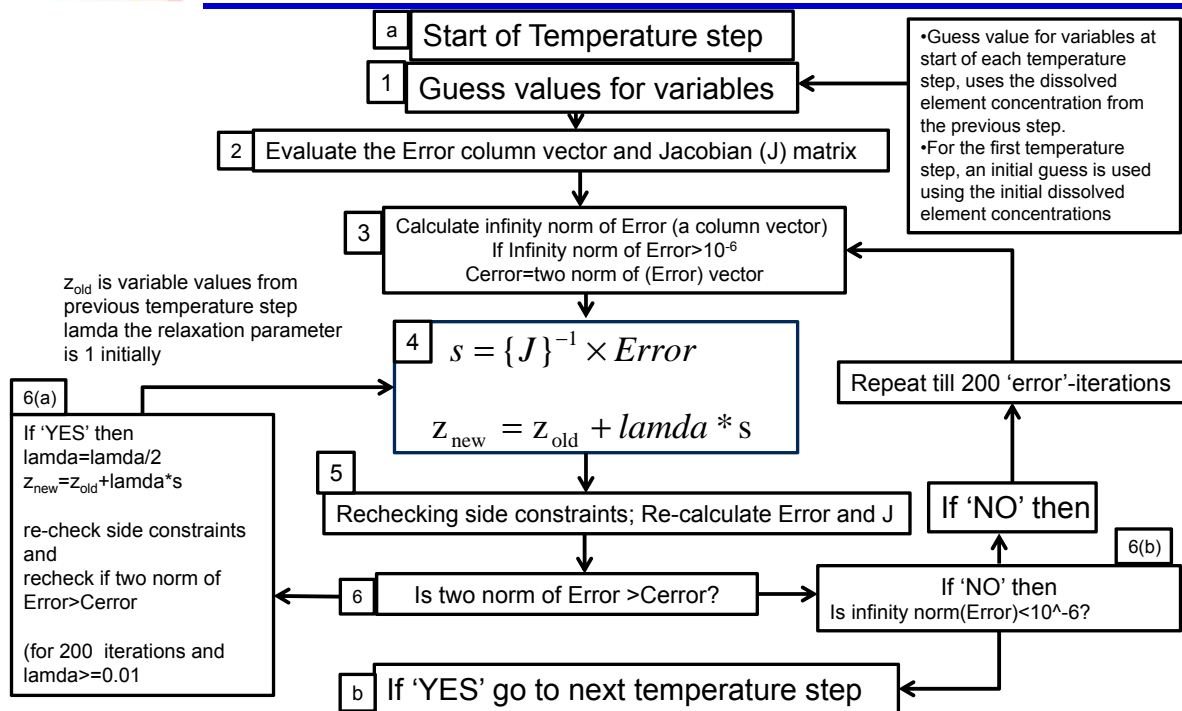 a
Start of Temperature step
1
Guess values for variables
•Guess value for variables at
start of each temperature
step, uses the dissolved
element concentration from
the previous step.
•For the first temperature
step, an initial guess is used
using the initial dissolved
element concentrations
2
Evaluate the Error column vector and Jacobian (J) matrix
3
Calculate infinity norm of Error (a column vector)
If Infinity norm of Error>10⁻⁶
Cerror=two norm of (Error) vector
z_old is variable values from
previous temperature step
lamda the relaxation parameter
is 1 initially
4
s = {J}⁻¹ × Error
z_new = z_old + lamda * s
5
Rechecking side constraints; Re-calculate Error and J
6
Is two norm of Error >Cerror?
6(a)
If 'YES' then
lamda=lamda/2
z_new=z_old+lamda*s
re-check side constraints
and
recheck if two norm of
Error>Cerror
(for 200 iterations and
lamda>=0.01
6(b)
If 'NO' then
Is infinity norm(Error)<10^-6?
If 'NO' then
Repeat till 200 'error'-iterations
b
If 'YES' go to next temperature step